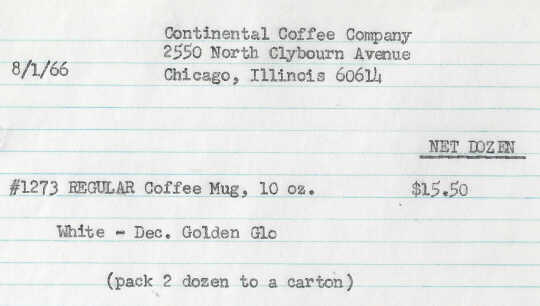 Continental Coffee Company
2550 North Clybourn Avenue
8/1/66 Chicago, Illinois 60614
NET DOZEN
#1273 REGULAR Coffee Mug, 10 oz. $15.50
White - Dec. Golden Glo
(pack 2 dozen to a carton)